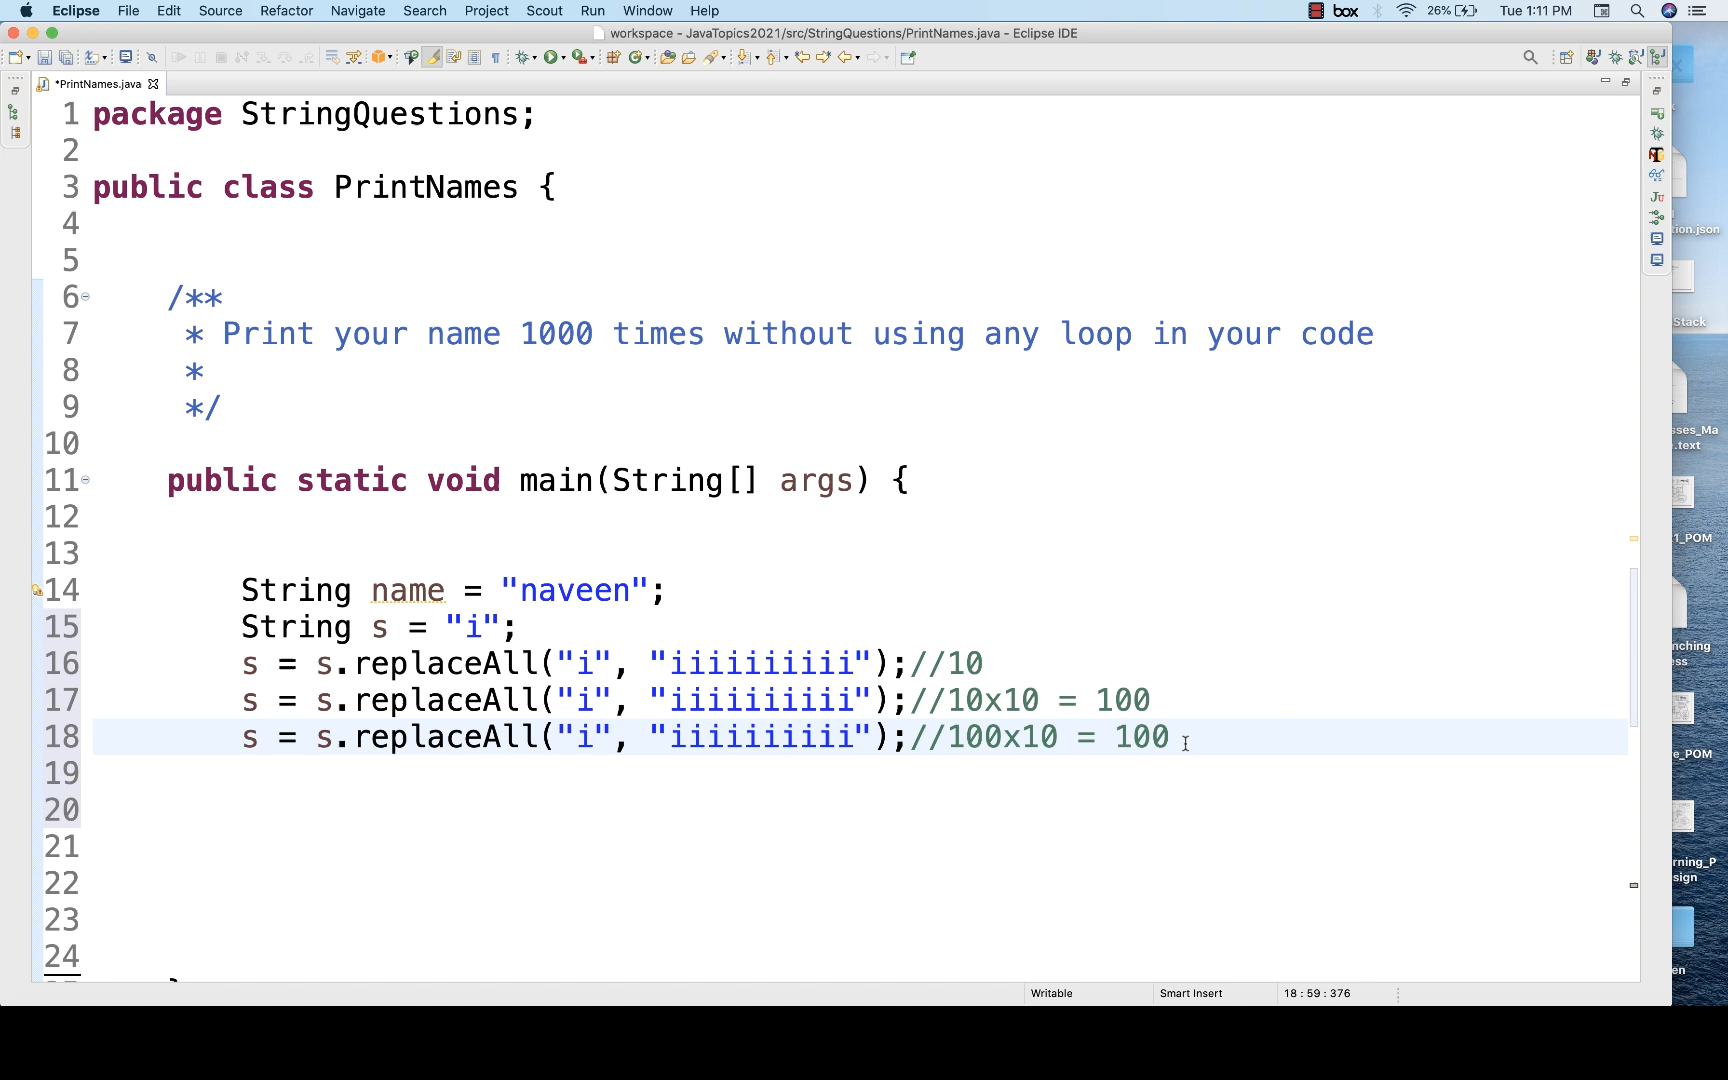 Eclipse File Edit Source Refactor Navigate Search Project Scout Run Window Help box 26% Tue 1:11 PM
workspace - JavaTopics2021/src/StringQuestions/PrintNames.java - Eclipse IDE
*PrintNames.java
1 package StringQuestions;
2
3 public class PrintNames {
4
5
6 /**
7 * Print your name 1000 times without using any loop in your code
8 *
9 */
10
11 public static void main(String[] args) {
12
13
14 String name = "naveen";
15 String s = "i";
16 s = s.replaceAll("i", "iiiiiiiiii");//10
17 s = s.replaceAll("i", "iiiiiiiiii");//10x10 = 100
18 s = s.replaceAll("i", "iiiiiiiiii");//100x10 = 100
19
20
21
22
23
24
Writable Smart Insert 18 : 59 : 376
tion.json
Stack
sses_Ma
.text
1_POM
nching
ess
e_POM
rning_P
sign
en